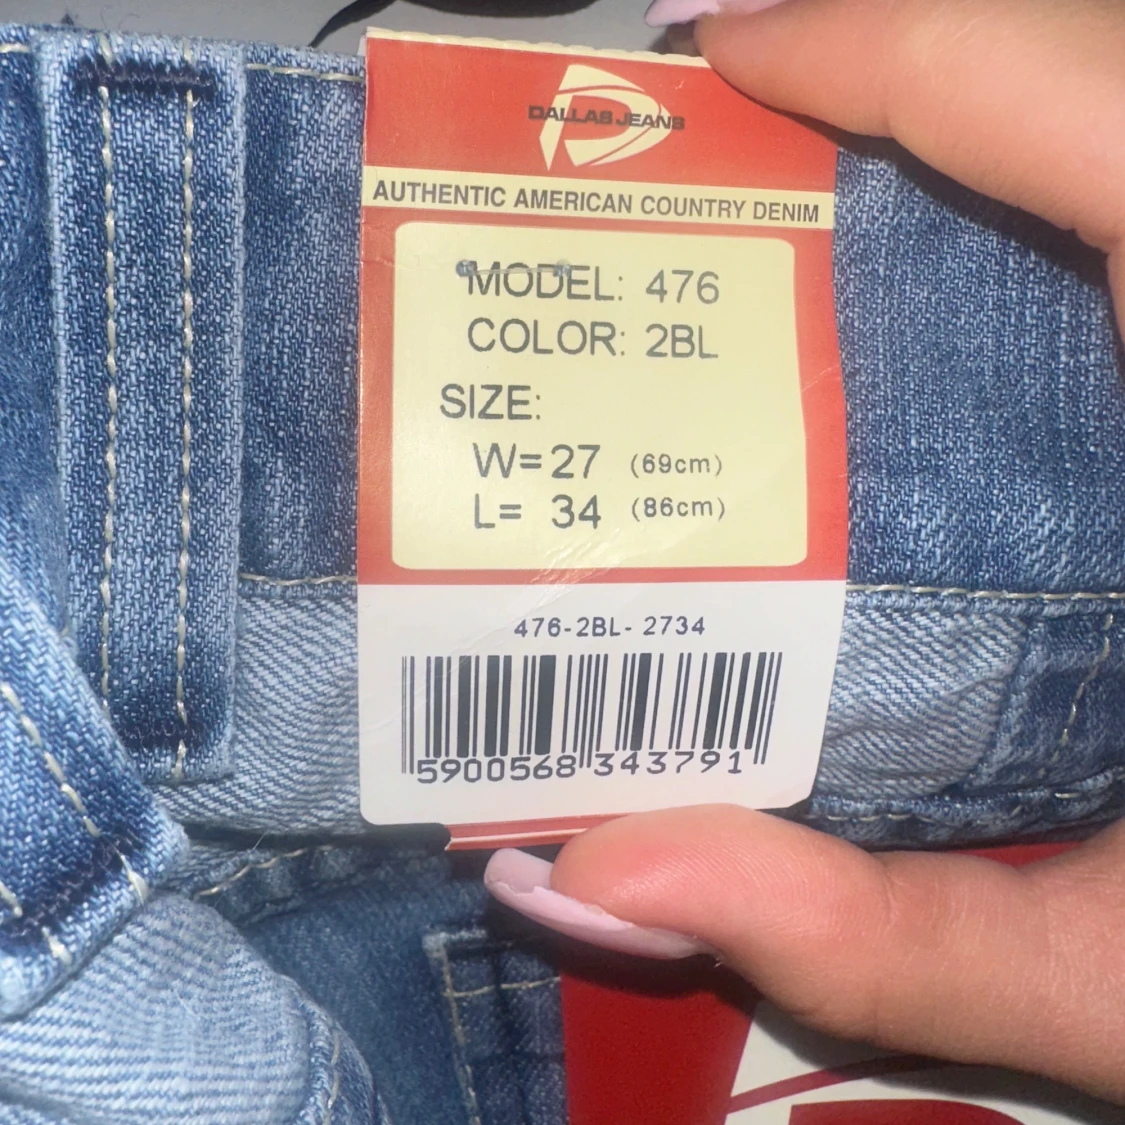 DALLAS JEANS
AUTHENTIC AMERICAN COUNTRY DENIM
MODEL: 476
COLOR: 2BL
SIZE:
W=27 (69cm)
L= 34 (86cm)
476-2BL- 2734
5900568 343791